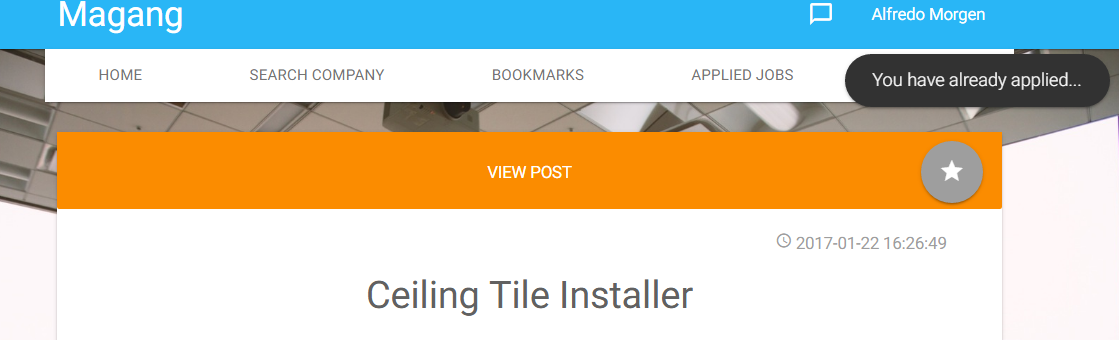 Magang
Alfredo Morgen
HOME
SEARCH COMPANY
BOOKMARKS
APPLIED JOBS
You have already applied...
VIEW POST
2017-01-22 16:26:49
Ceiling Tile Installer